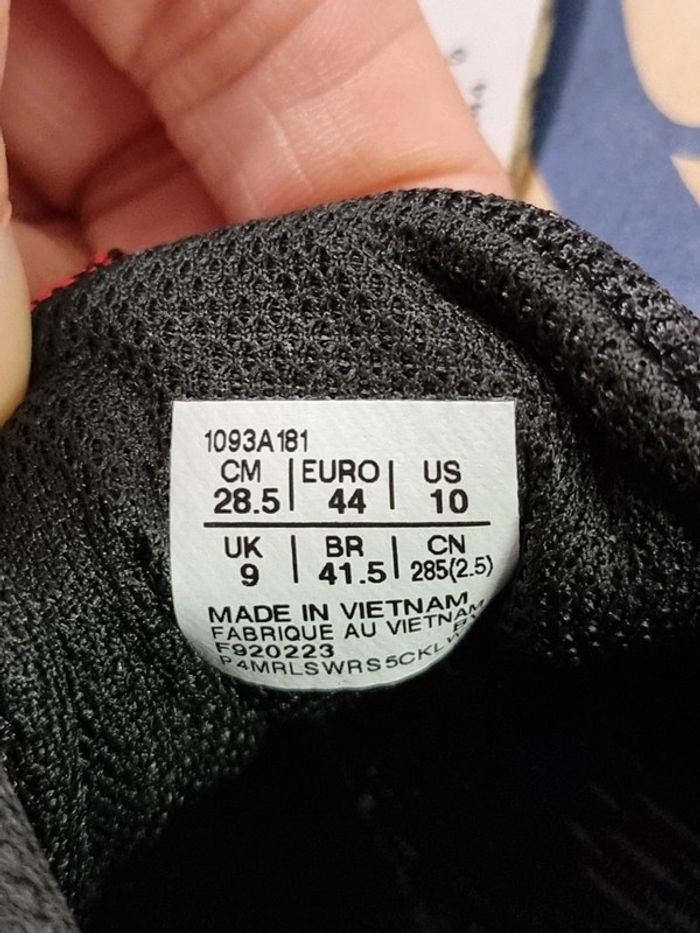 1093A181
CM | EURO | US
28.5 | 44 | 10
UK | BR | CN
9 | 41.5 | 285(2.5)
MADE IN VIETNAM
FABRIQUE AU VIETNAM
F920223
P4MRLSWRS5CKL